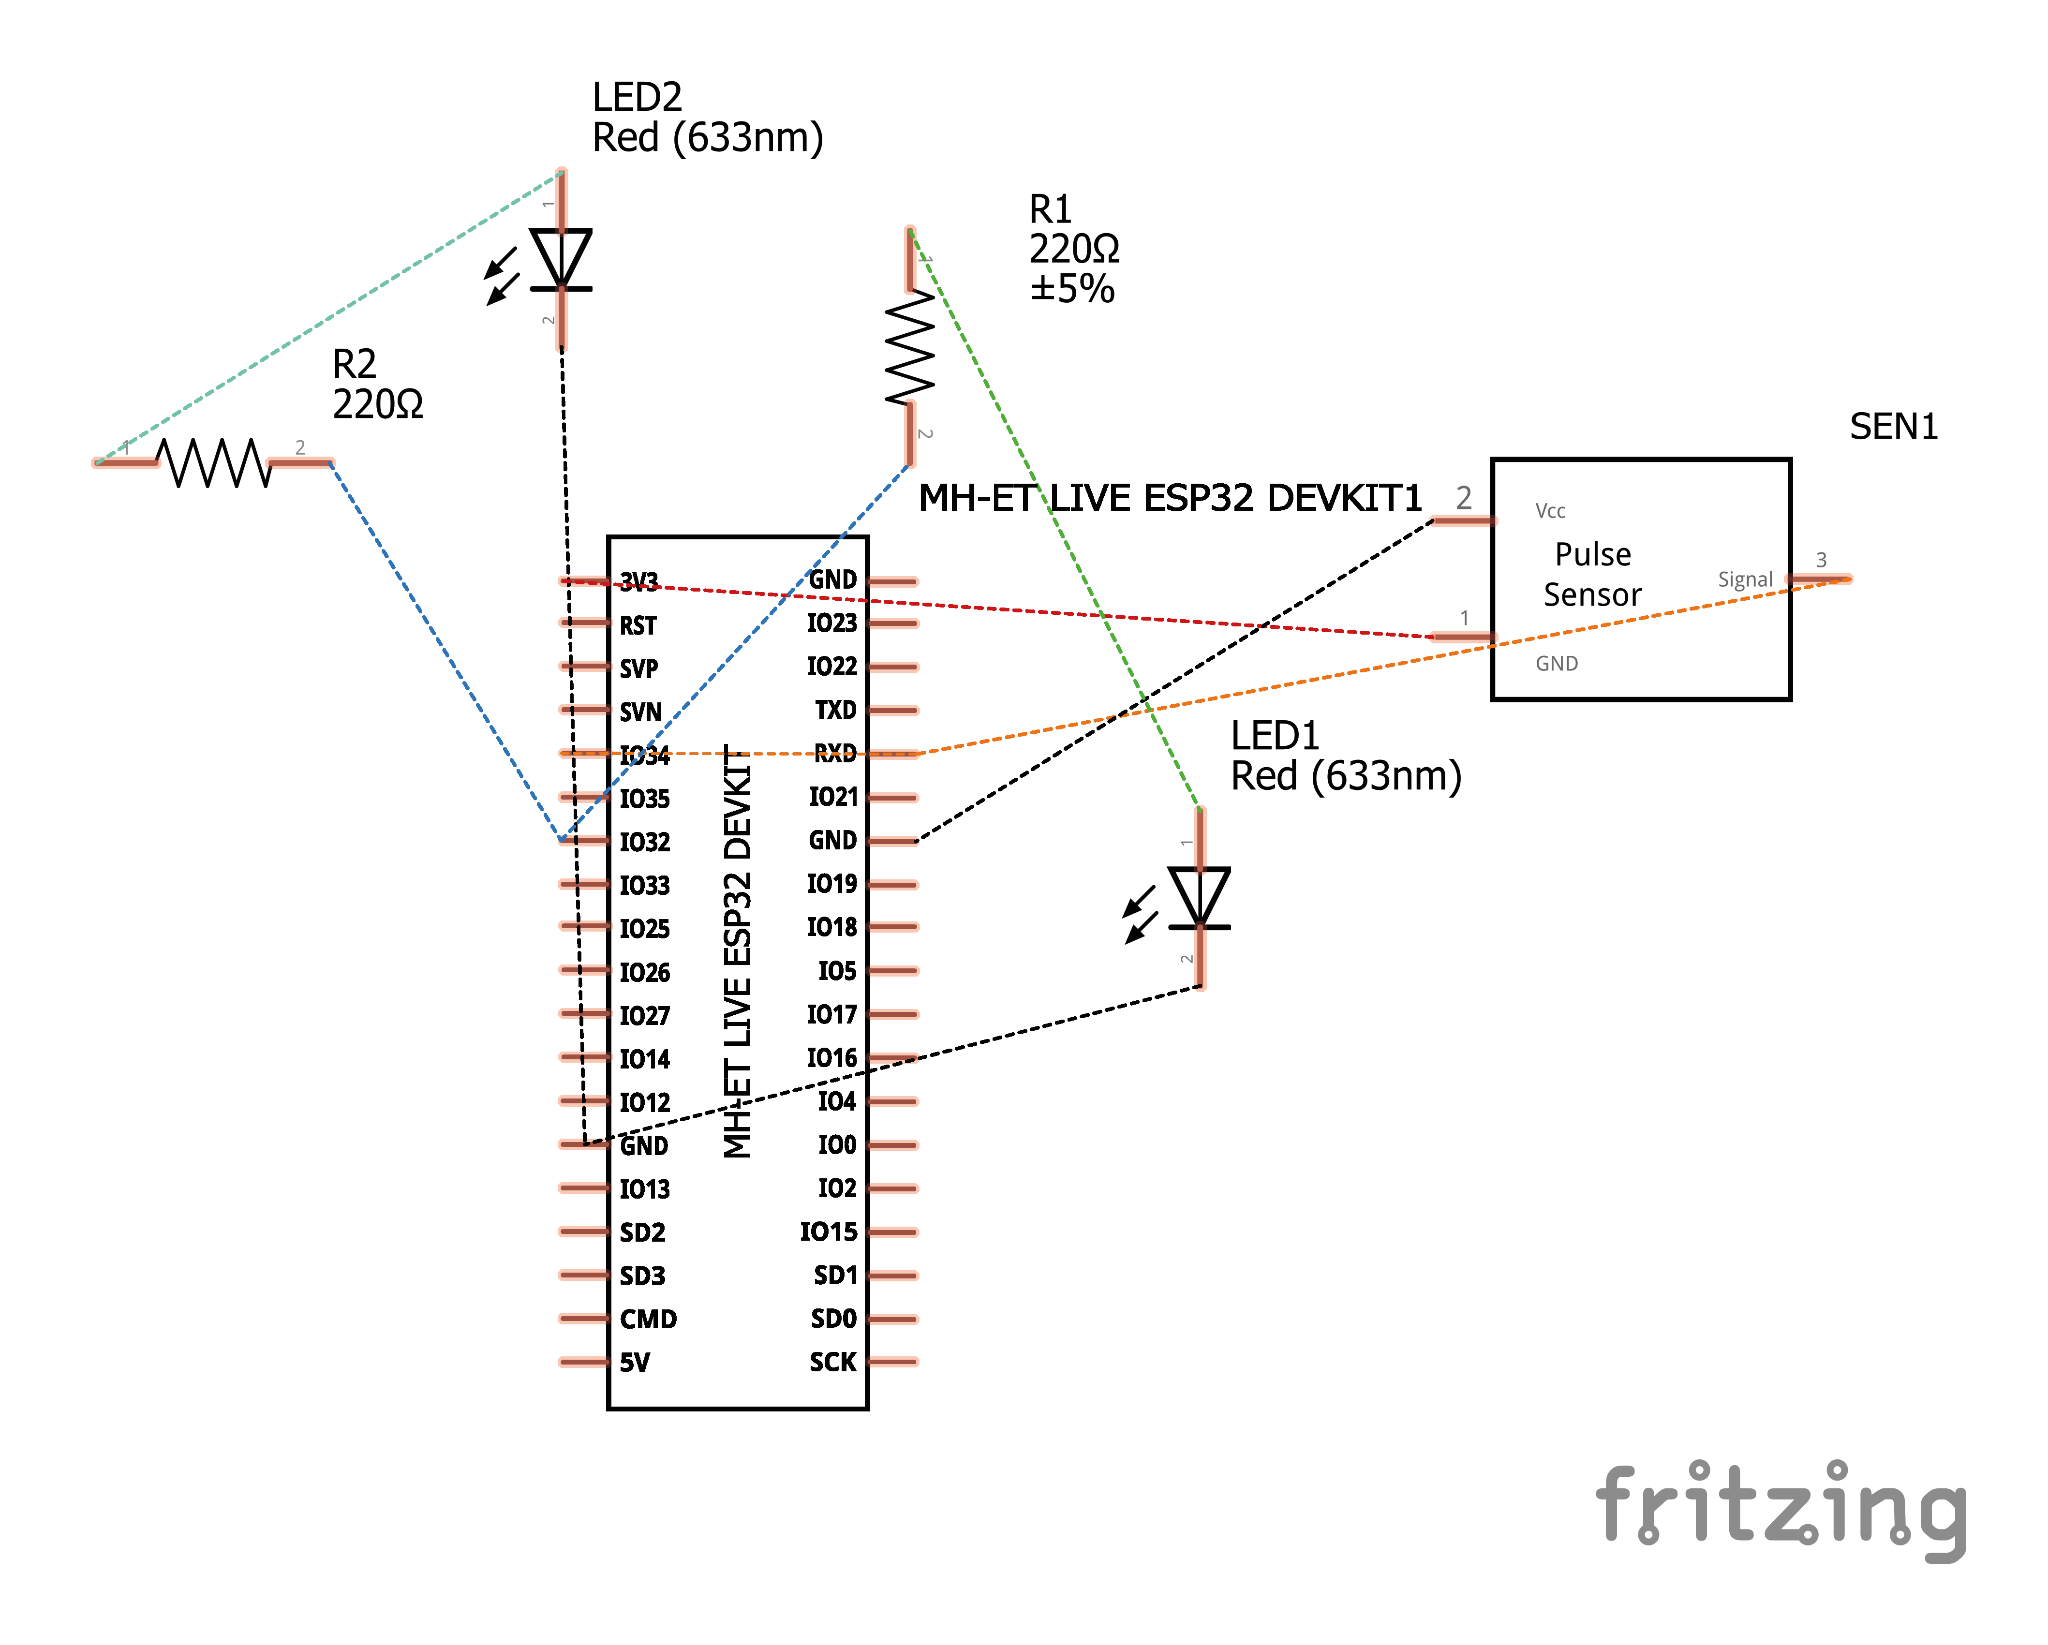 LED2
Red (633nm)
1
2
R1
220Ω
±5%
1
2
R2
220Ω
1
2
SEN1
MH-ET LIVE ESP32 DEVKIT1
2
Vcc
Pulse
Sensor
Signal
3
1
GND
LED1
Red (633nm)
1
2
MH-ET LIVE ESP32 DEVKIT
3V3
RST
SVP
SVN
IO34
IO35
IO32
IO33
IO25
IO26
IO27
IO14
IO12
GND
IO13
SD2
SD3
CMD
5V
GND
IO23
IO22
TXD
RXD
IO21
GND
IO19
IO18
IO5
IO17
IO16
IO4
IO0
IO2
IO15
SD1
SD0
SCK
fritzing